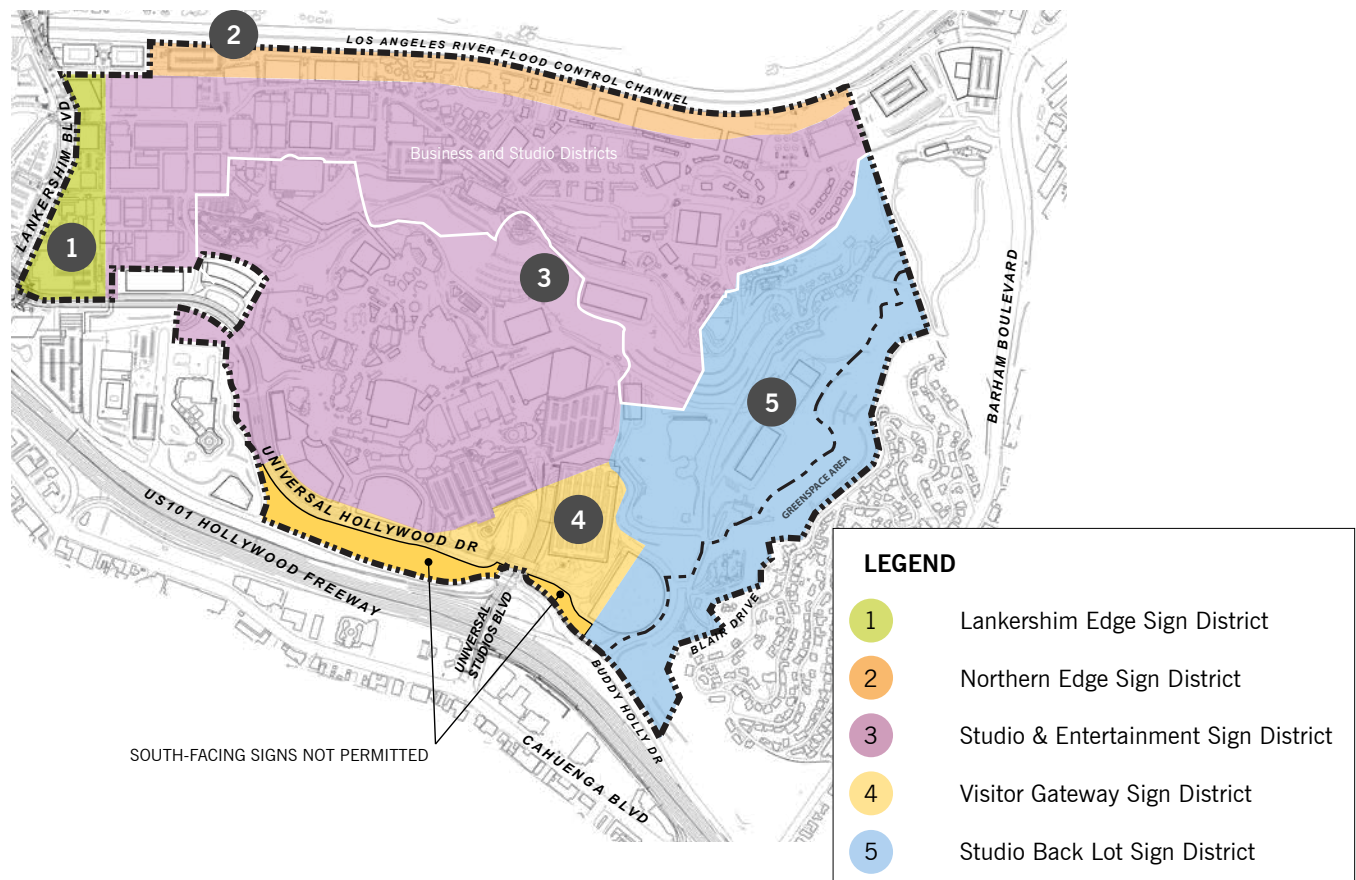 2
LOS ANGELES RIVER FLOOD CONTROL CHANNEL
LANKERSHIM BLVD
Business and Studio Districts
1
3
BARHAM BOULEVARD
5
UNIVERSAL HOLLYWOOD DR
GREENSPACE AREA
US101 HOLLYWOOD FREEWAY
4
UNIVERSAL
STUDIOS BLVD
BLAIR DRIVE
BUDDY HOLLY DR
SOUTH-FACING SIGNS NOT PERMITTED
CAHUENGA BLVD
LEGEND
1 Lankershim Edge Sign District
2 Northern Edge Sign District
3 Studio & Entertainment Sign District
4 Visitor Gateway Sign District
5 Studio Back Lot Sign District